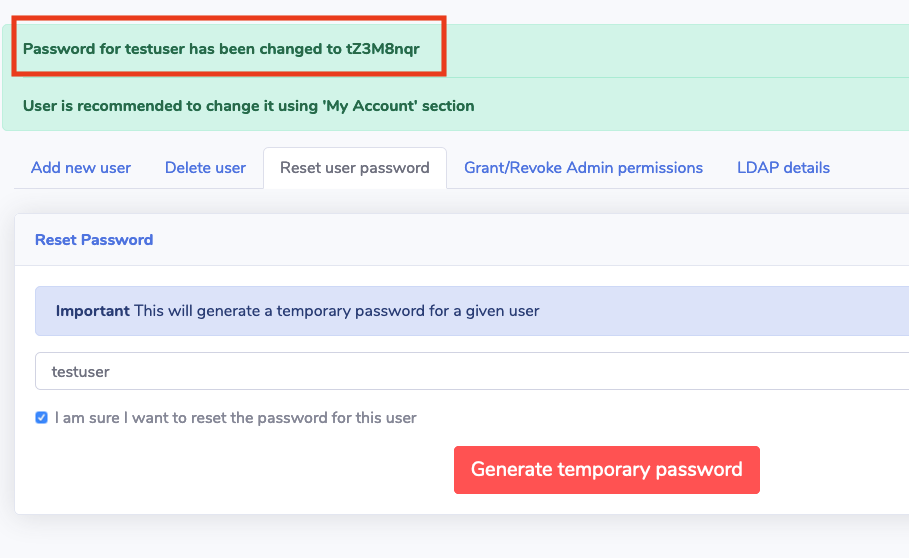 Password for testuser has been changed to tZ3M8nqr
User is recommended to change it using 'My Account' section
Add new user Delete user Reset user password Grant/Revoke Admin permissions LDAP details
Reset Password
Important This will generate a temporary password for a given user
testuser
I am sure I want to reset the password for this user
Generate temporary password